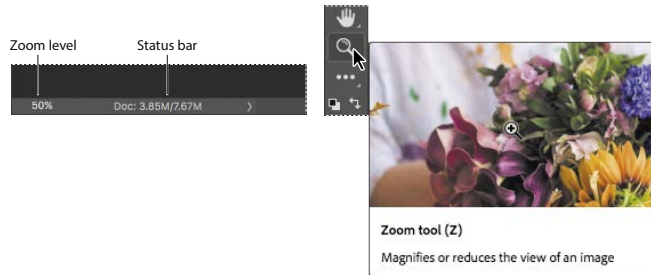 Zoom level Status bar
50% Doc: 3.85M/7.67M >
Zoom tool (Z)
Magnifies or reduces the view of an image